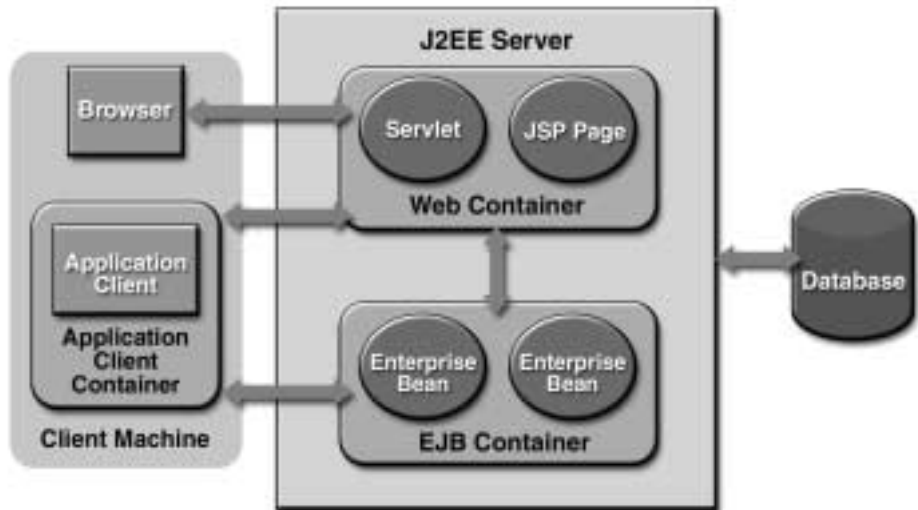 J2EE Server
Browser
Servlet
JSP Page
Web Container
Application
Client
Application
Client
Container
Client Machine
Enterprise
Bean
Enterprise
Bean
EJB Container
Database